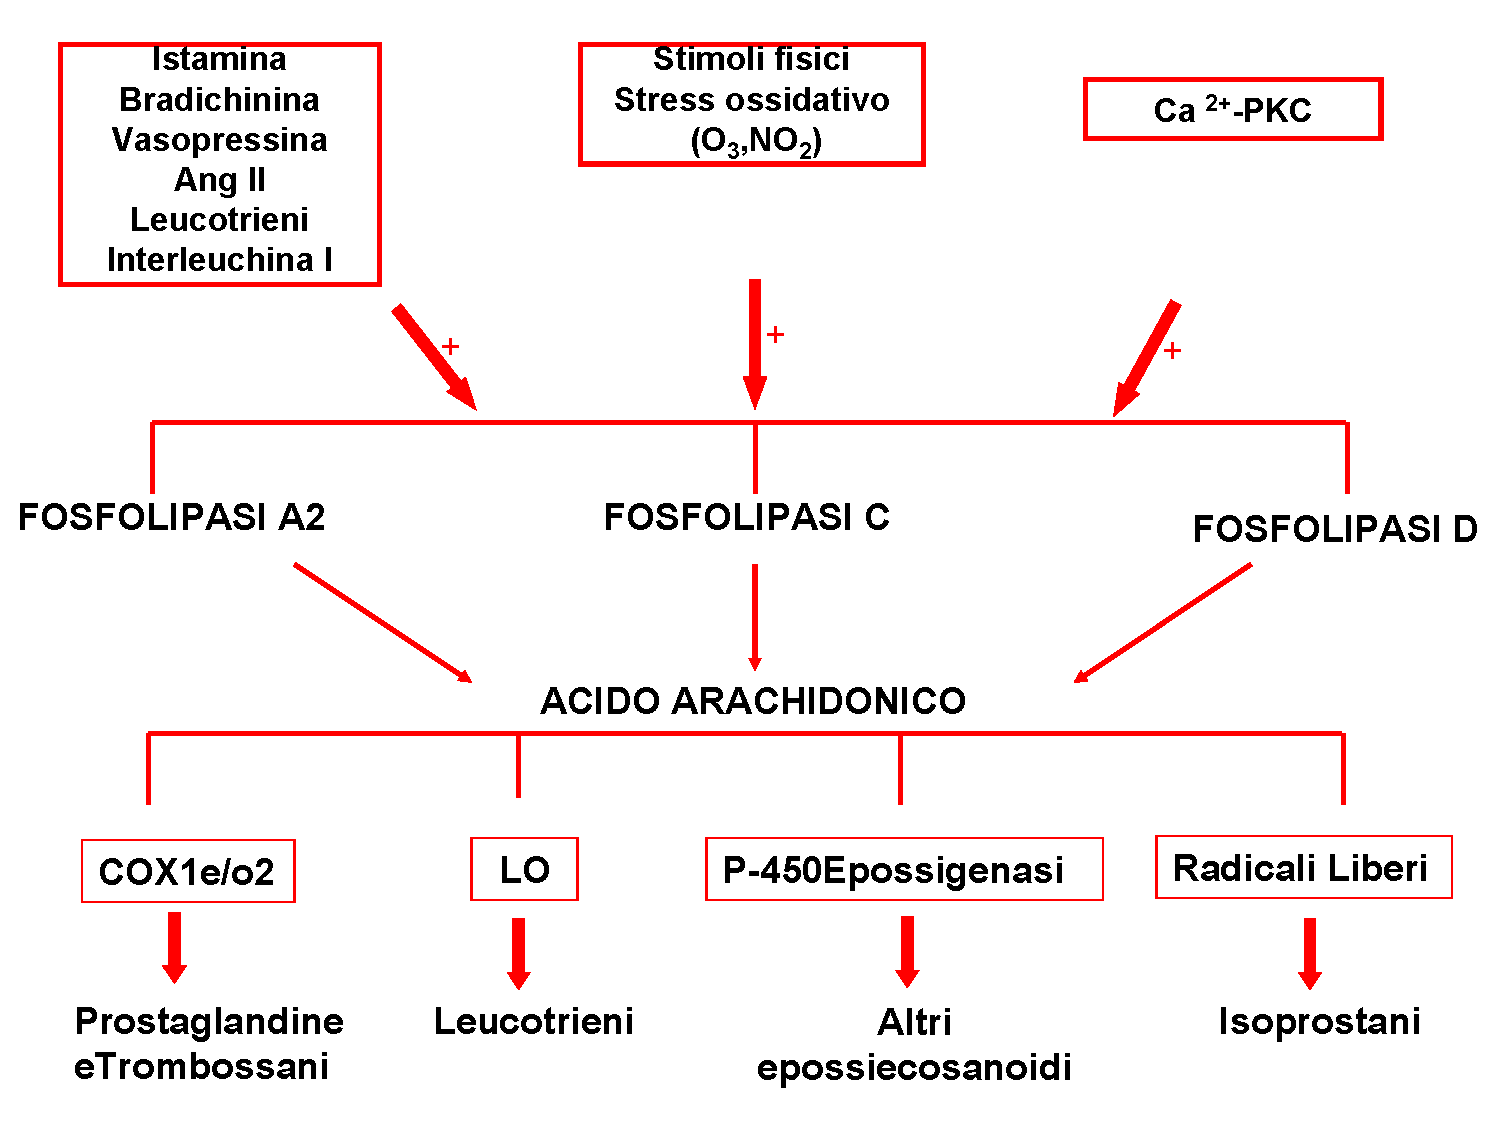 Istamina
Bradichinina
Vasopressina
Ang II
Leucotrieni
Interleuchina I
Stimoli fisici
Stress ossidativo
(O3,NO2)
Ca 2+-PKC
+
+
+
FOSFOLIPASI A2
FOSFOLIPASI C
FOSFOLIPASI D
ACIDO ARACHIDONICO
COX1e/o2
LO
P-450Epossigenasi
Radicali Liberi
Prostaglandine
eTrombossani
Leucotrieni
Altri
epossiecosanoidi
Isoprostani